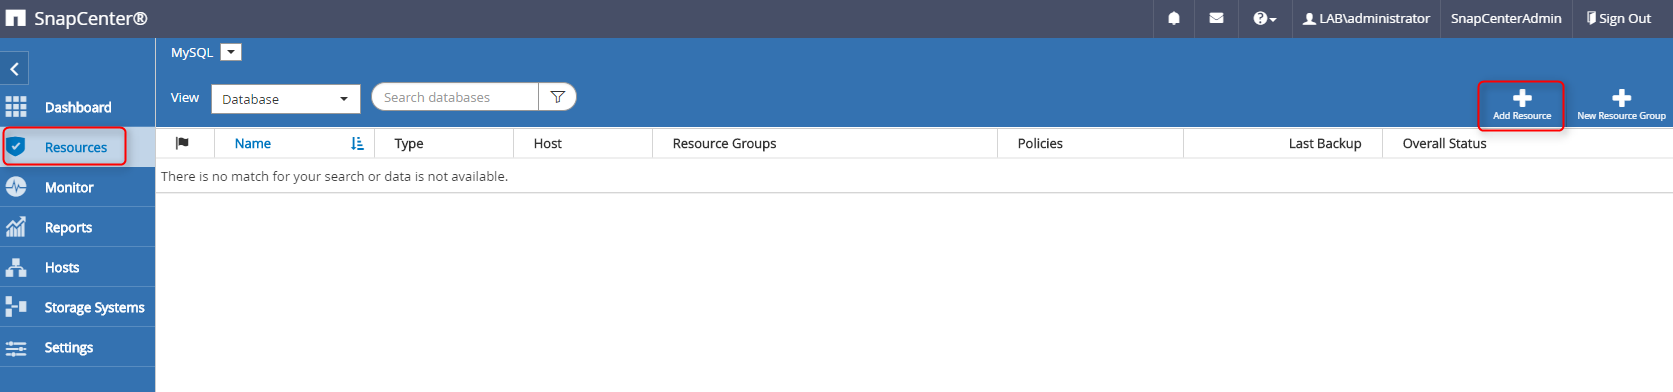 SnapCenter®
LAB\administrator SnapCenterAdmin Sign Out
MySQL
View Database Search databases
Add Resource New Resource Group
Dashboard
Resources
Monitor
Reports
Hosts
Storage Systems
Settings
Name Type Host Resource Groups Policies Last Backup Overall Status
There is no match for your search or data is not available.